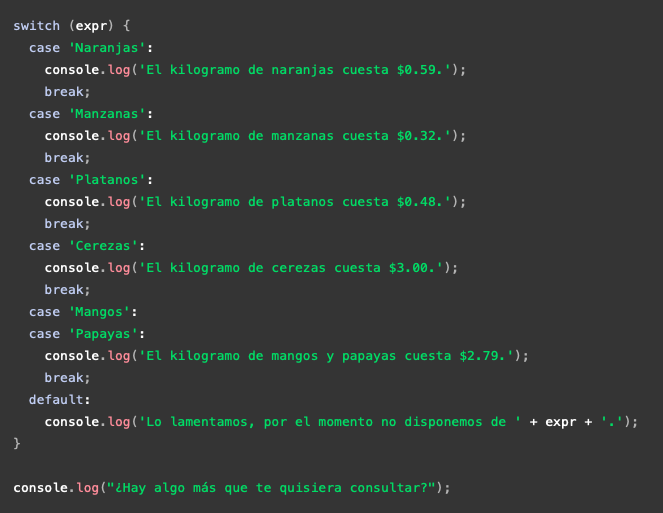 switch (expr) {
  case 'Naranjas':
    console.log('El kilogramo de naranjas cuesta $0.59.');
    break;
  case 'Manzanas':
    console.log('El kilogramo de manzanas cuesta $0.32.');
    break;
  case 'Platanos':
    console.log('El kilogramo de platanos cuesta $0.48.');
    break;
  case 'Cerezas':
    console.log('El kilogramo de cerezas cuesta $3.00.');
    break;
  case 'Mangos':
  case 'Papayas':
    console.log('El kilogramo de mangos y papayas cuesta $2.79.');
    break;
  default:
    console.log('Lo lamentamos, por el momento no disponemos de ' + expr + '.');
}

console.log("¿Hay algo más que te quisiera consultar?");